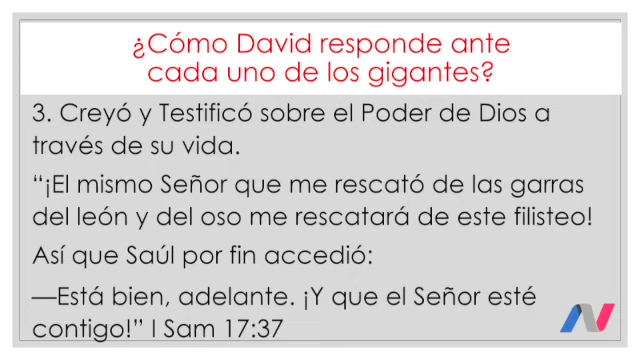 ¿Cómo David responde ante
cada uno de los gigantes?
3. Creyó y Testificó sobre el Poder de Dios a
través de su vida.
“¡El mismo Señor que me rescató de las garras
del león y del oso me rescatará de este filisteo!
Así que Saúl por fin accedió:
—Está bien, adelante. ¡Y que el Señor esté
contigo!” I Sam 17:37